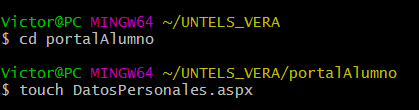 Victor@PC MINGW64 ~/UNTELS_VERA
$ cd portalAlumno
Victor@PC MINGW64 ~/UNTELS_VERA/portalAlumno
$ touch DatosPersonales.aspx